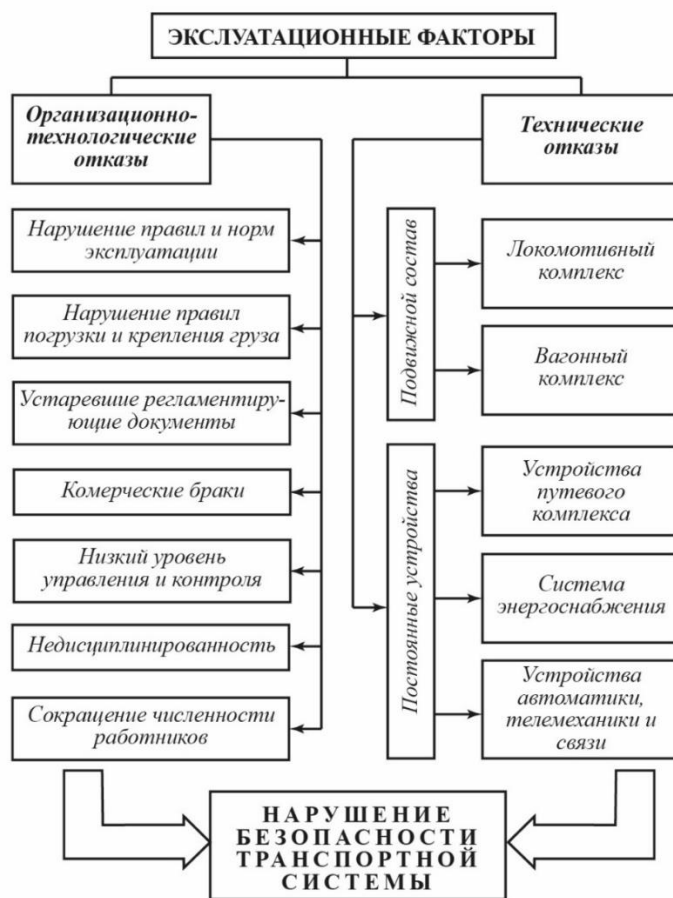 ЭКСЛУАТАЦИОННЫЕ ФАКТОРЫ
Организационно-
технологические
отказы
Нарушение правил и норм
эксплуатации
Нарушение правил
погрузки и крепления груза
Устаревшие регламентиру-
ющие документы
Комерческие браки
Низкий уровень
управления и контроля
Недисциплинированность
Сокращение численности
работников
Технические
отказы
Подвижной состав
Локомотивный
комплекс
Вагонный
комплекс
Постоянные устройства
Устройства
путевого
комплекса
Система
энергоснабжения
Устройства
автоматики,
телемеханики и
связи
НАРУШЕНИЕ
БЕЗОПАСНОСТИ
ТРАНСПОРТНОЙ
СИСТЕМЫ